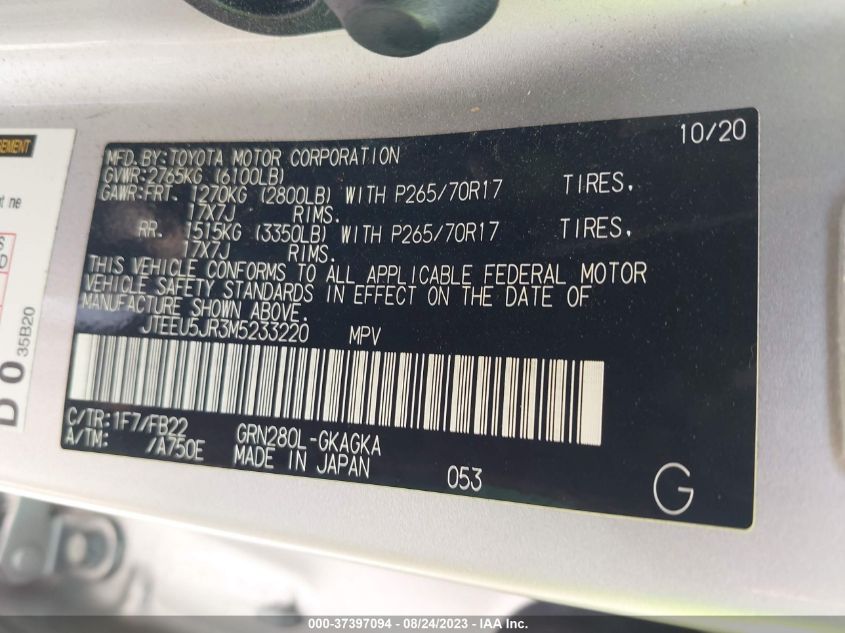 10/20
MFD. BY: TOYOTA MOTOR CORPORATION
GVWR: 2765KG (6100LB)
GAWR: FRT. 1270KG (2800LB) WITH P265/70R17 TIRES,
17X7J RIMS.
RR. 1515KG (3350LB) WITH P265/70R17 TIRES,
17X7J RIMS.
THIS VEHICLE CONFORMS TO ALL APPLICABLE FEDERAL MOTOR
VEHICLE SAFETY STANDARDS IN EFFECT ON THE DATE OF
MANUFACTURE SHOWN ABOVE.
JTEEU5JR3M5233220 MPV
C/TR: 1F7/FB22 GRN280L-GKAGKA
A/TM: /A750E MADE IN JAPAN
053
G
35B20
000-37397094 - 08/24/2023 - IAA Inc.